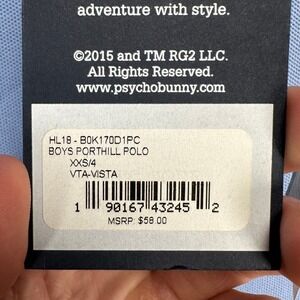 adventure with style.
©2015 and TM RG2 LLC.
All Rights Reserved.
www.psychobunny.com
HL18 - B0K170D1PC
BOYS PORTHILL POLO
XXS/4
VTA-VISTA
1 90167 43245 2
MSRP: $58.00